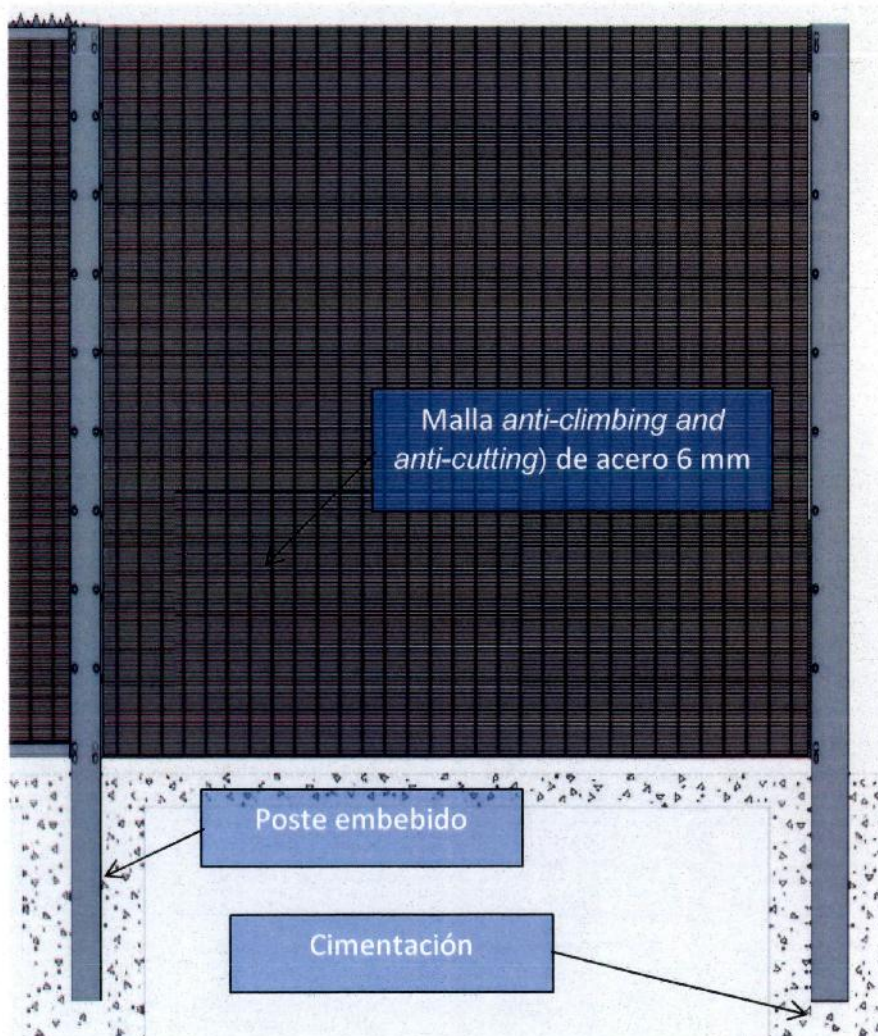 Malla anti-climbing and
anti-cutting) de acero 6 mm
Poste embebido
Cimentación